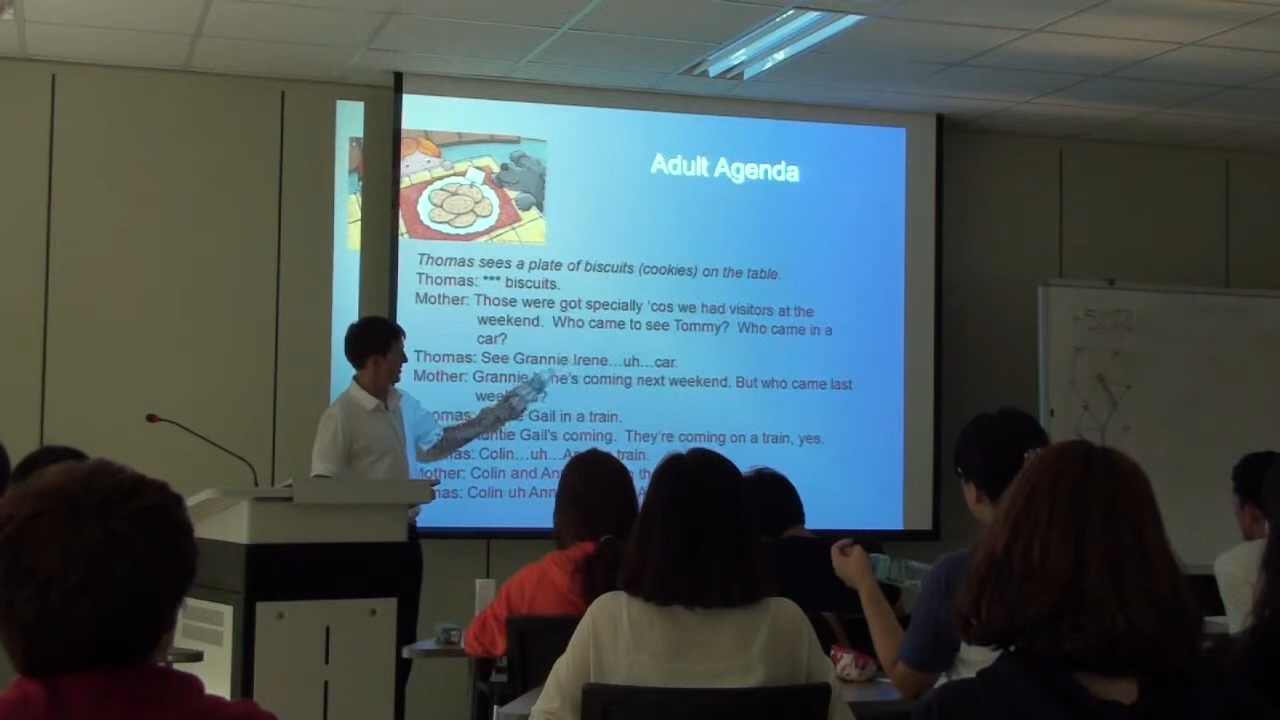 Adult Agenda
Thomas sees a plate of biscuits (cookies) on the table.
Thomas: *** biscuits.
Mother: Those were got specially 'cos we had visitors at the
weekend. Who came to see Tommy? Who came in a
car?
Thomas: See Grannie Irene...uh...car.
Mother: Grannie coming next weekend. But who came last
Gail in a train.
Gail's coming. They're coming on a train, yes.
Colin...uh... train.
Mother: Colin and
Colin uh